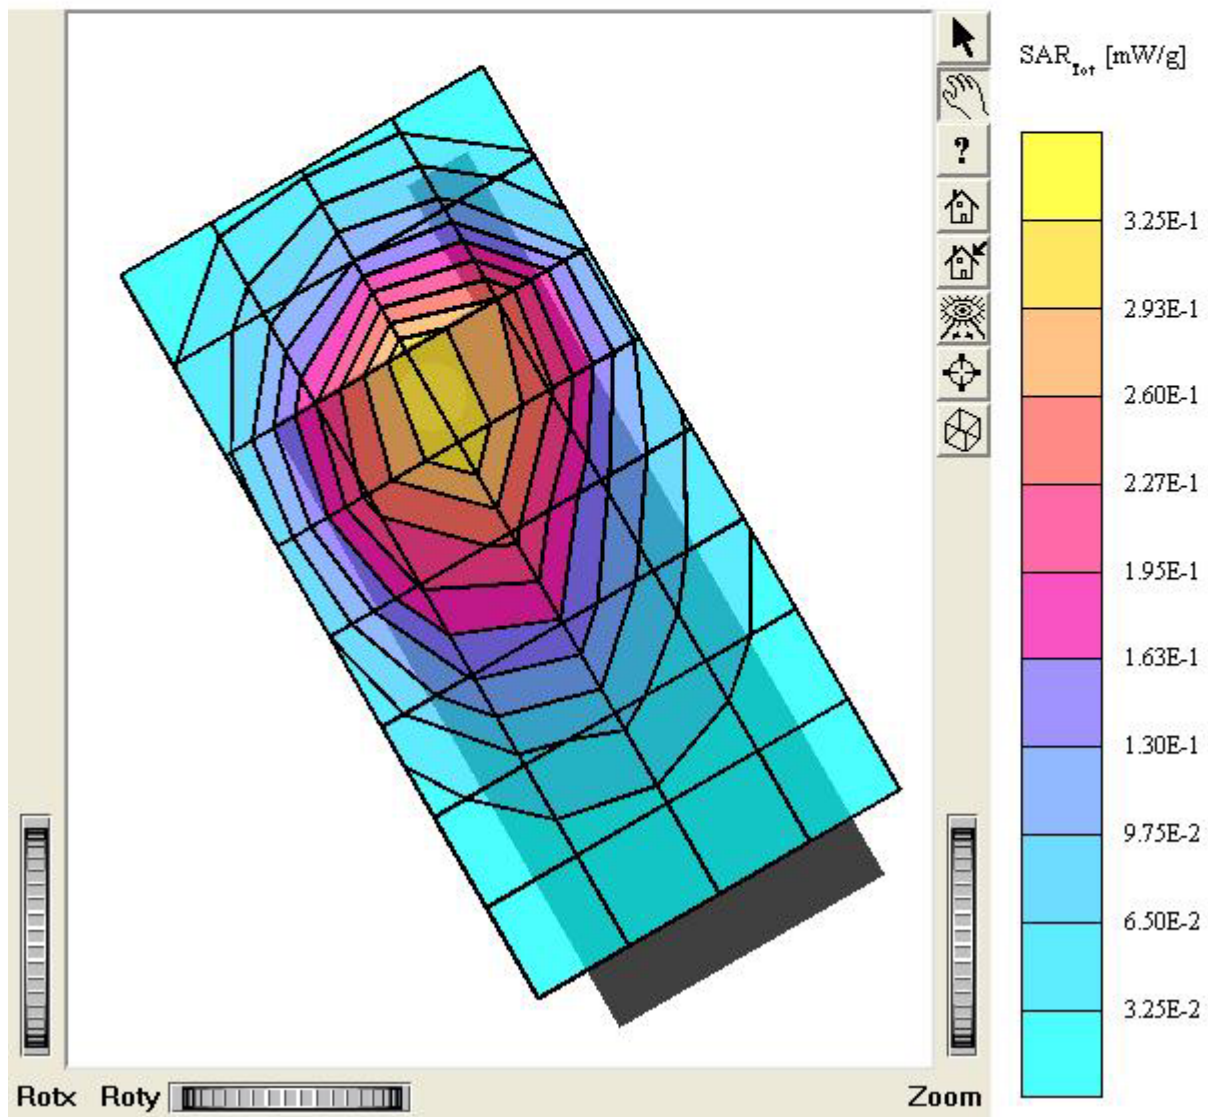 SAR_Tot [mW/g]
?
3.25E-1
2.93E-1
2.60E-1
2.27E-1
1.95E-1
1.63E-1
1.30E-1
9.75E-2
6.50E-2
3.25E-2
Rotx Roty Zoom